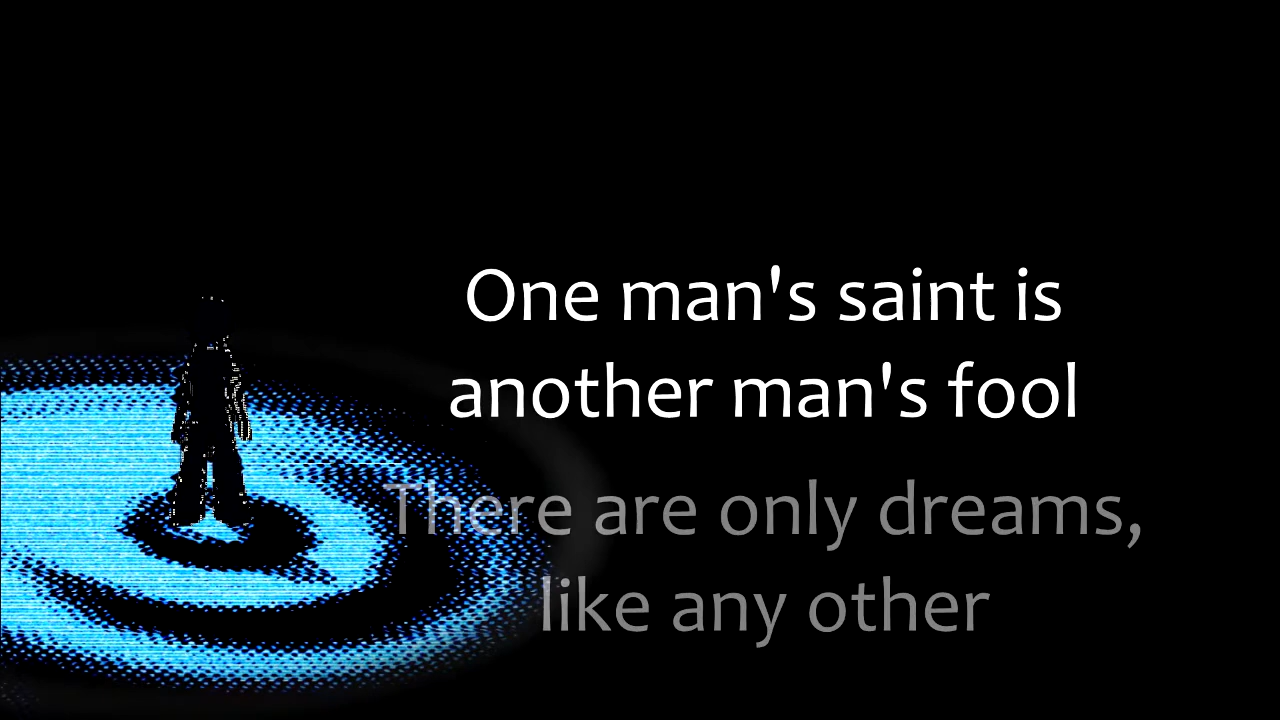 One man's saint is
another man's fool
There are only dreams,
like any other